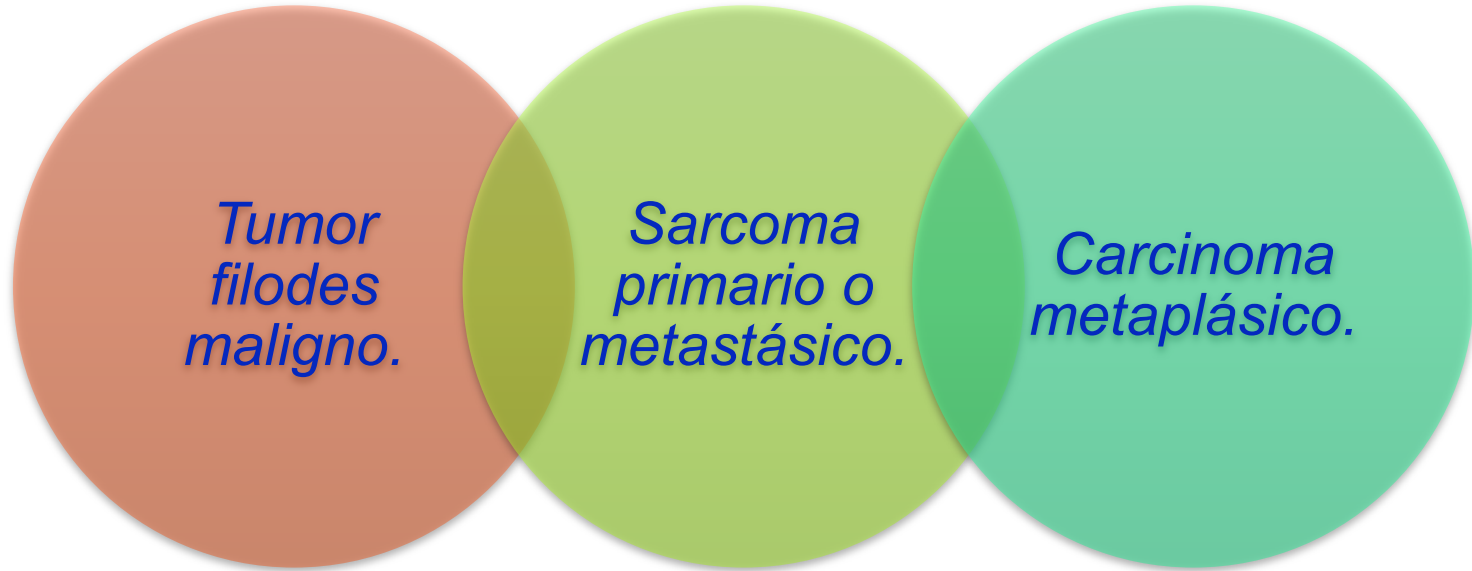 Tumor
filodes
maligno.
Sarcoma
primario o
metastásico.
Carcinoma
metaplásico.